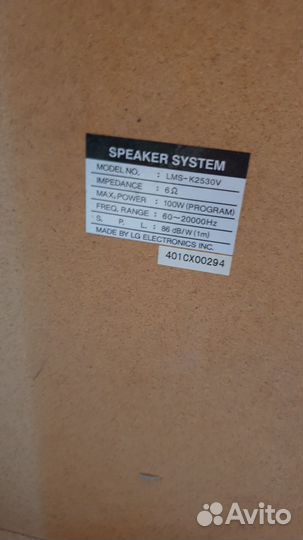 SPEAKER SYSTEM
MODEL NO. : LMS-K2530V
IMPEDANCE : 6Ω
MAX. POWER : 100W (PROGRAM)
FREQ. RANGE : 60~20000Hz
S. P. L. : 86 dB/W (1m)
MADE BY LG ELECTRONICS INC.
401CX00294
Avito